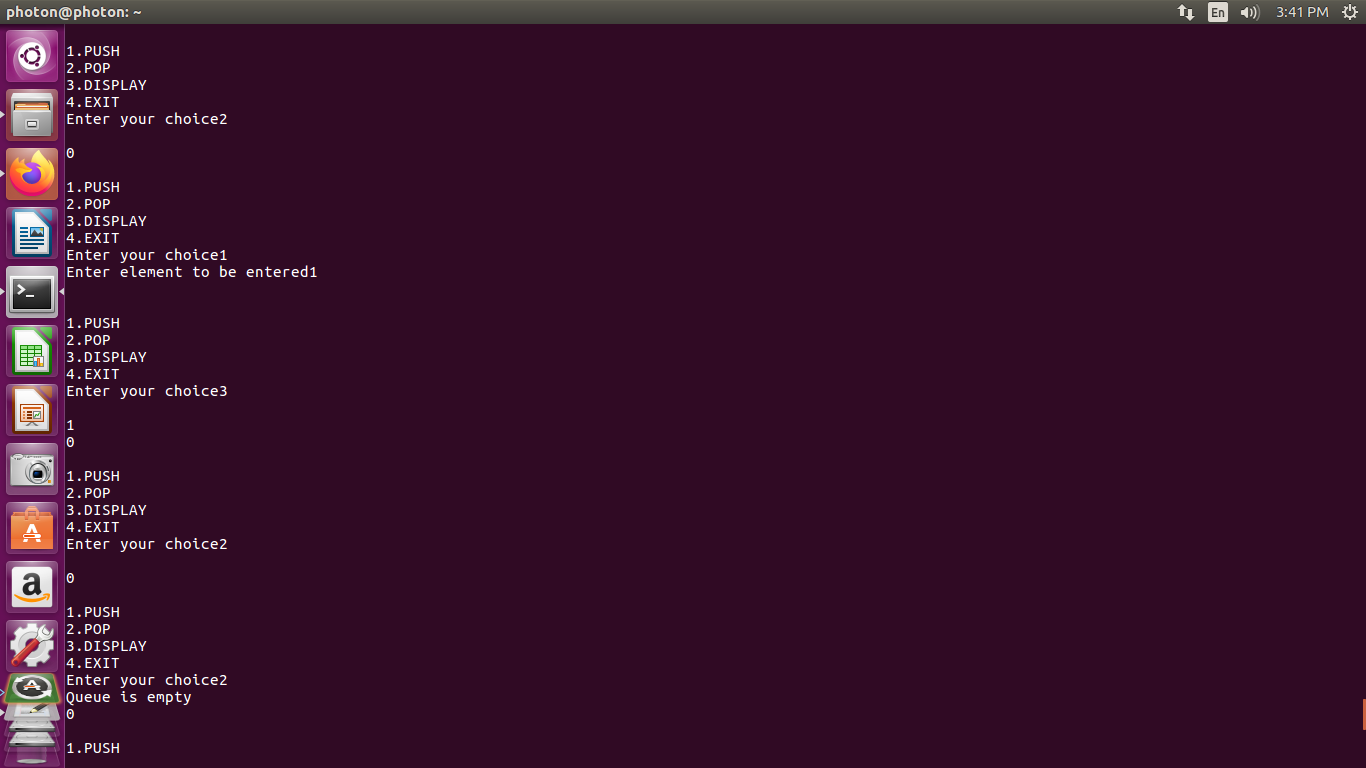 photon@photon: ~
En
3:41 PM
1.PUSH
2.POP
3.DISPLAY
4.EXIT
Enter your choice2
0
1.PUSH
2.POP
3.DISPLAY
4.EXIT
Enter your choice1
Enter element to be entered1
1.PUSH
2.POP
3.DISPLAY
4.EXIT
Enter your choice3
1
0
1.PUSH
2.POP
3.DISPLAY
4.EXIT
Enter your choice2
0
1.PUSH
2.POP
3.DISPLAY
4.EXIT
Enter your choice2
Queue is empty
0
1.PUSH